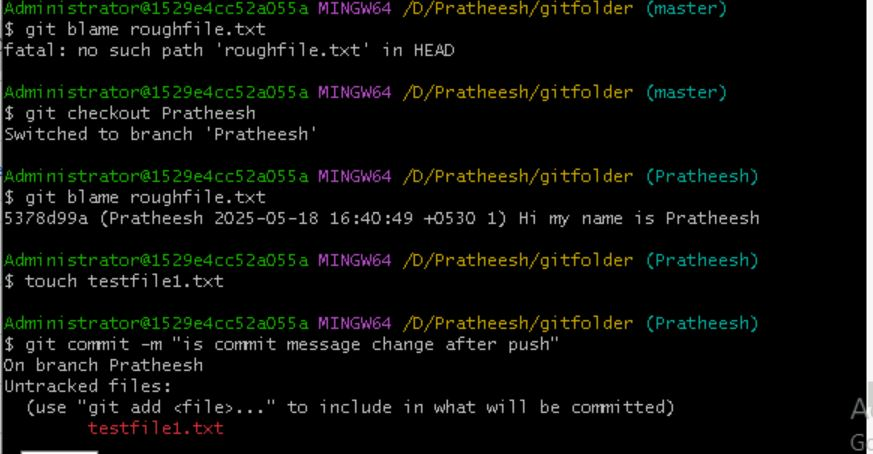 Administrator@1529e4cc52a055a MINGW64 /D/Pratheesh/gitfolder (master)
$ git blame roughfile.txt
fatal: no such path 'roughfile.txt' in HEAD
Administrator@1529e4cc52a055a MINGW64 /D/Pratheesh/gitfolder (master)
$ git checkout Pratheesh
Switched to branch 'Pratheesh'
Administrator@1529e4cc52a055a MINGW64 /D/Pratheesh/gitfolder (Pratheesh)
$ git blame roughfile.txt
5378d99a (Pratheesh 2025-05-18 16:40:49 +0530 1) Hi my name is Pratheesh
Administrator@1529e4cc52a055a MINGW64 /D/Pratheesh/gitfolder (Pratheesh)
$ touch testfile1.txt
Administrator@1529e4cc52a055a MINGW64 /D/Pratheesh/gitfolder (Pratheesh)
$ git commit -m "is commit message change after push"
On branch Pratheesh
Untracked files:
(use "git add <file>..." to include in what will be committed)
testfile1.txt